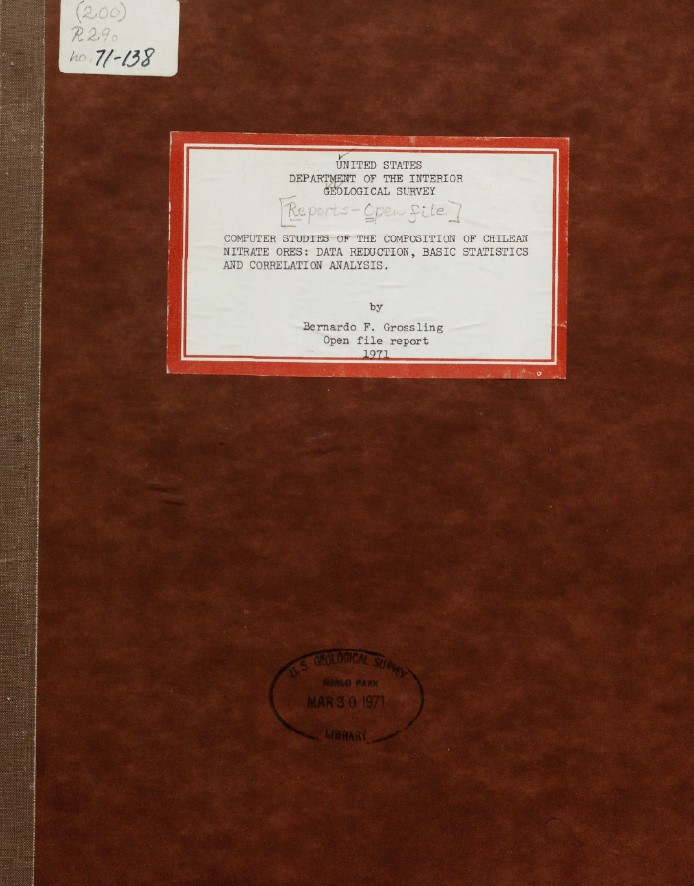 (200)
R290
no. 71-138
UNITED STATES
DEPARTMENT OF THE INTERIOR
GEOLOGICAL SURVEY
[Reports - Open file.]
COMPUTER STUDIES OF THE COMPOSITION OF CHILEAN
NITRATE ORES: DATA REDUCTION, BASIC STATISTICS
AND CORRELATION ANALYSIS.
by
Bernardo F. Grossling
Open file report
1971
U.S. GEOLOGICAL SURVEY
MENLO PARK
MAR 30 1971
LIBRARY